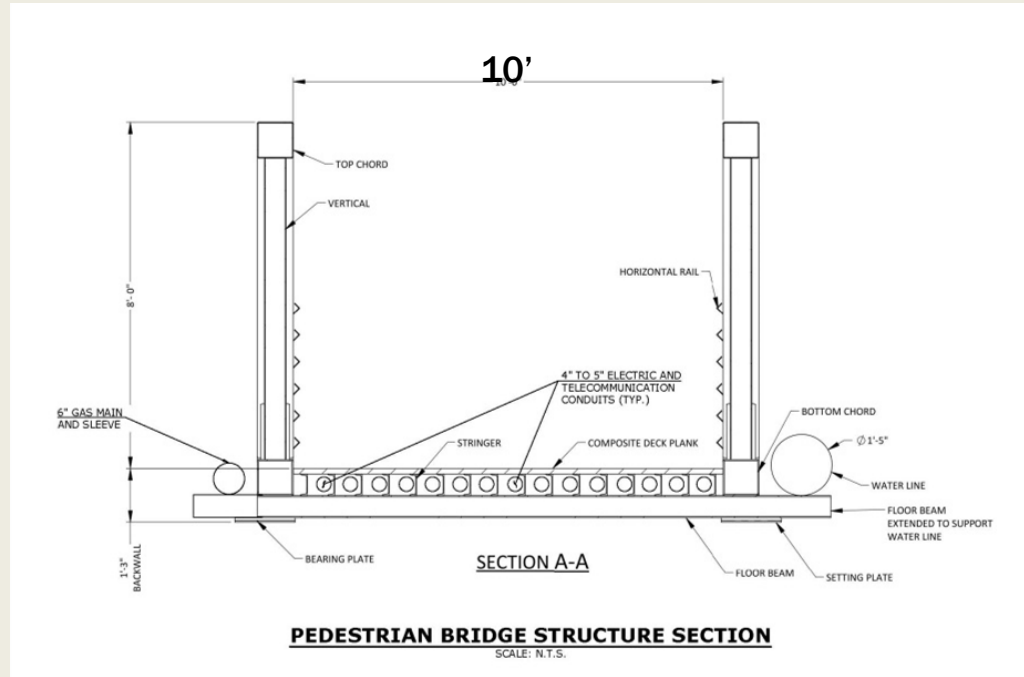 10’
TOP CHORD
VERTICAL
HORIZONTAL RAIL
8'- 0"
4" TO 5" ELECTRIC AND
TELECOMMUNICATION
CONDUITS (TYP.)
6" GAS MAIN
AND SLEEVE
BOTTOM CHORD
STRINGER
COMPOSITE DECK PLANK
Ø1'-5"
WATER LINE
FLOOR BEAM
EXTENDED TO SUPPORT
WATER LINE
1'-3"
BACKWALL
BEARING PLATE
SECTION A-A
FLOOR BEAM
SETTING PLATE
PEDESTRIAN BRIDGE STRUCTURE SECTION
SCALE: N.T.S.